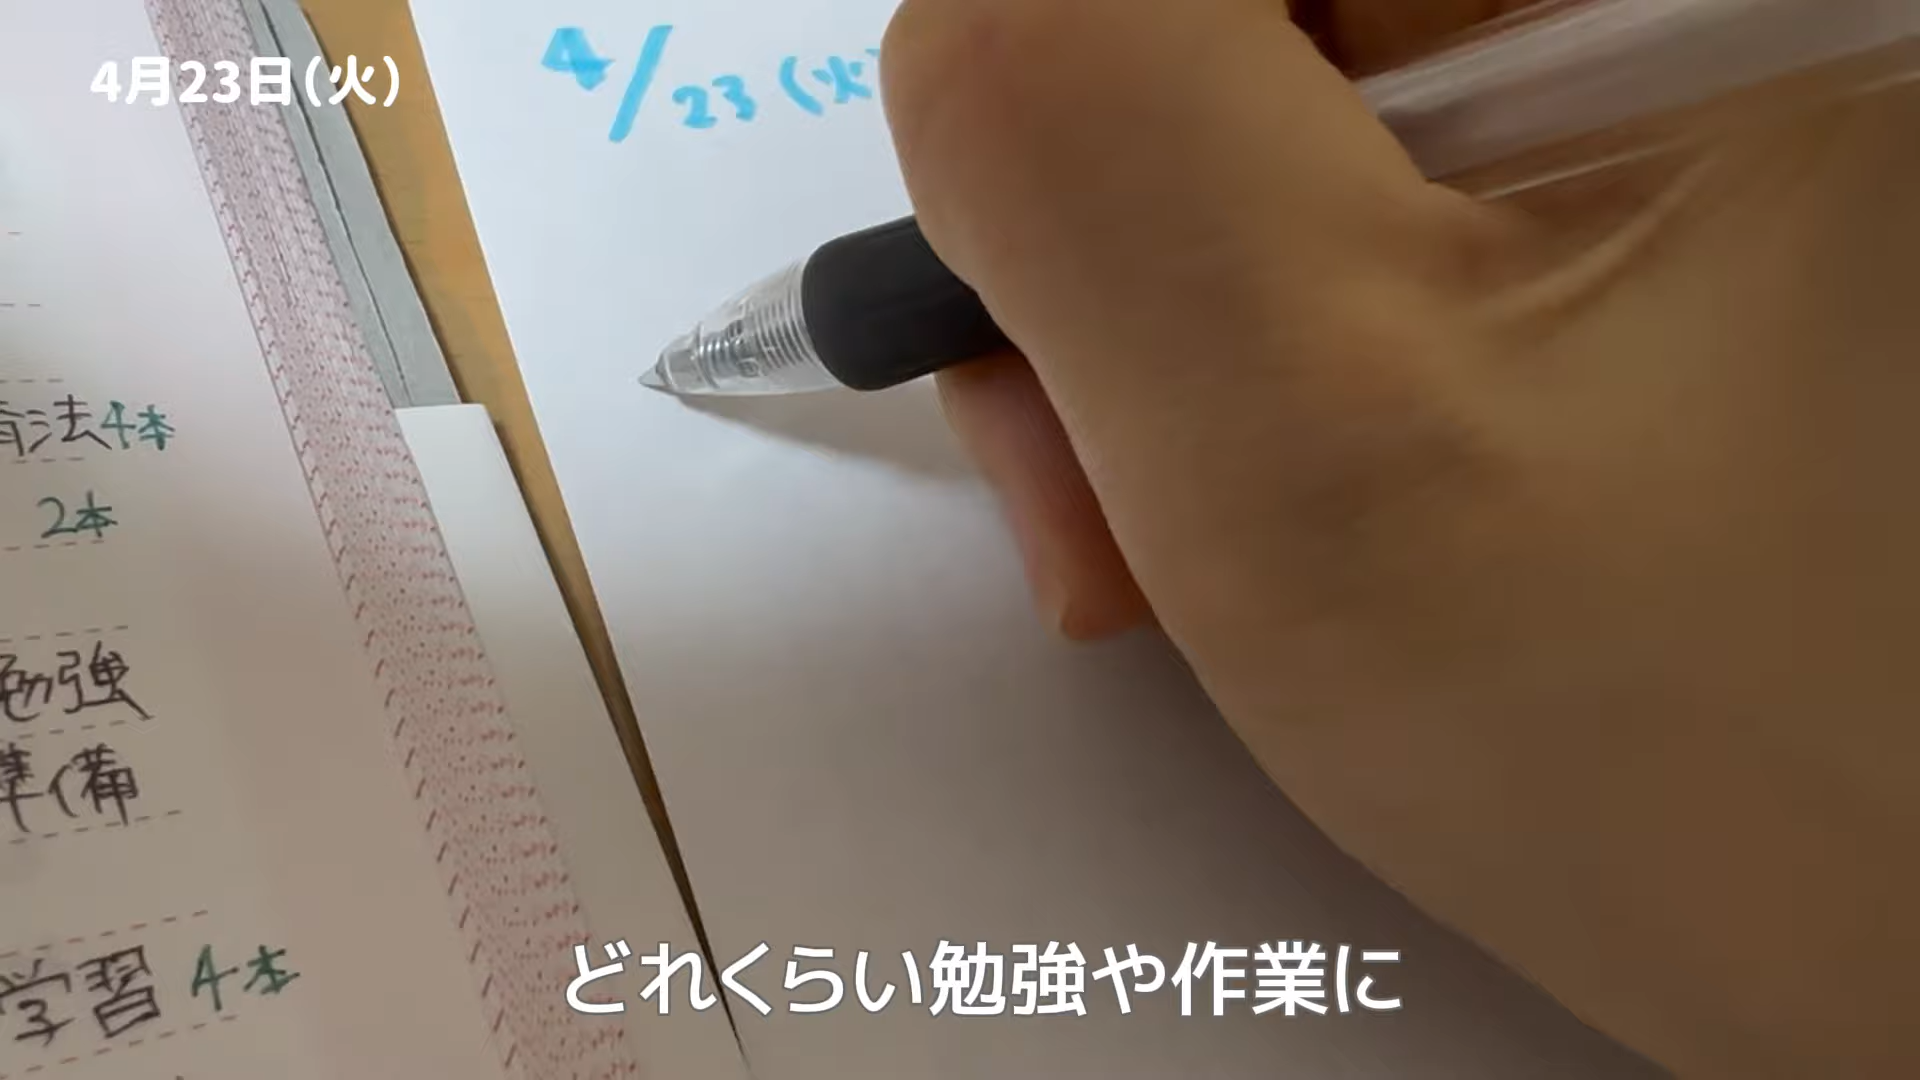 4月23日(火)
4/23(火
法4本
2本
勉強
準備
学習 4本
どれくらい勉強や作業に